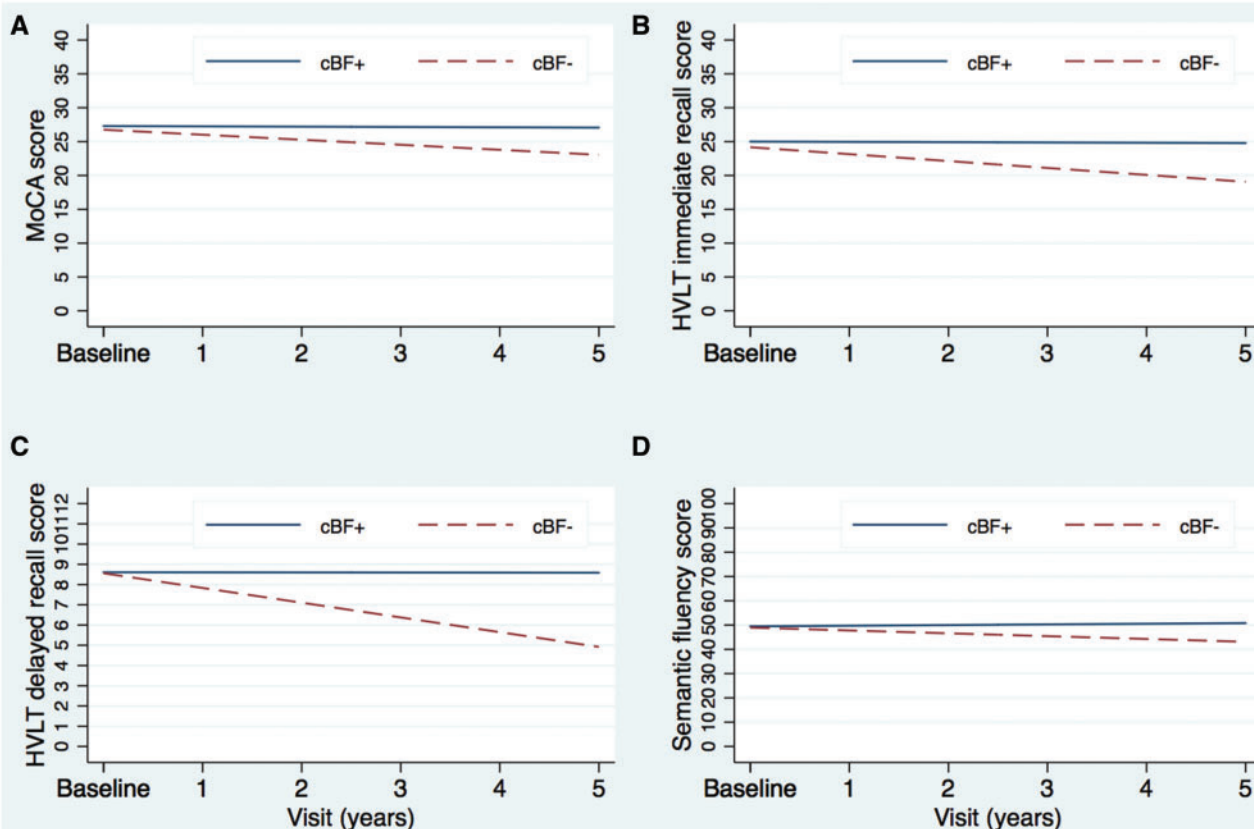 A
MoCA score
40
35
30
25
20
15
10
5
0
cBF+ cBF-
Baseline 1 2 3 4 5
B
HVLT immediate recall score
40
35
30
25
20
15
10
5
0
cBF+ cBF-
Baseline 1 2 3 4 5
C
HVLT delayed recall score
12
11
10
9
8
7
6
5
4
3
2
1
0
cBF+ cBF-
Baseline 1 2 3 4 5
Visit (years)
D
Semantic fluency score
100
90
80
70
60
50
40
30
20
10
0
cBF+ cBF-
Baseline 1 2 3 4 5
Visit (years)